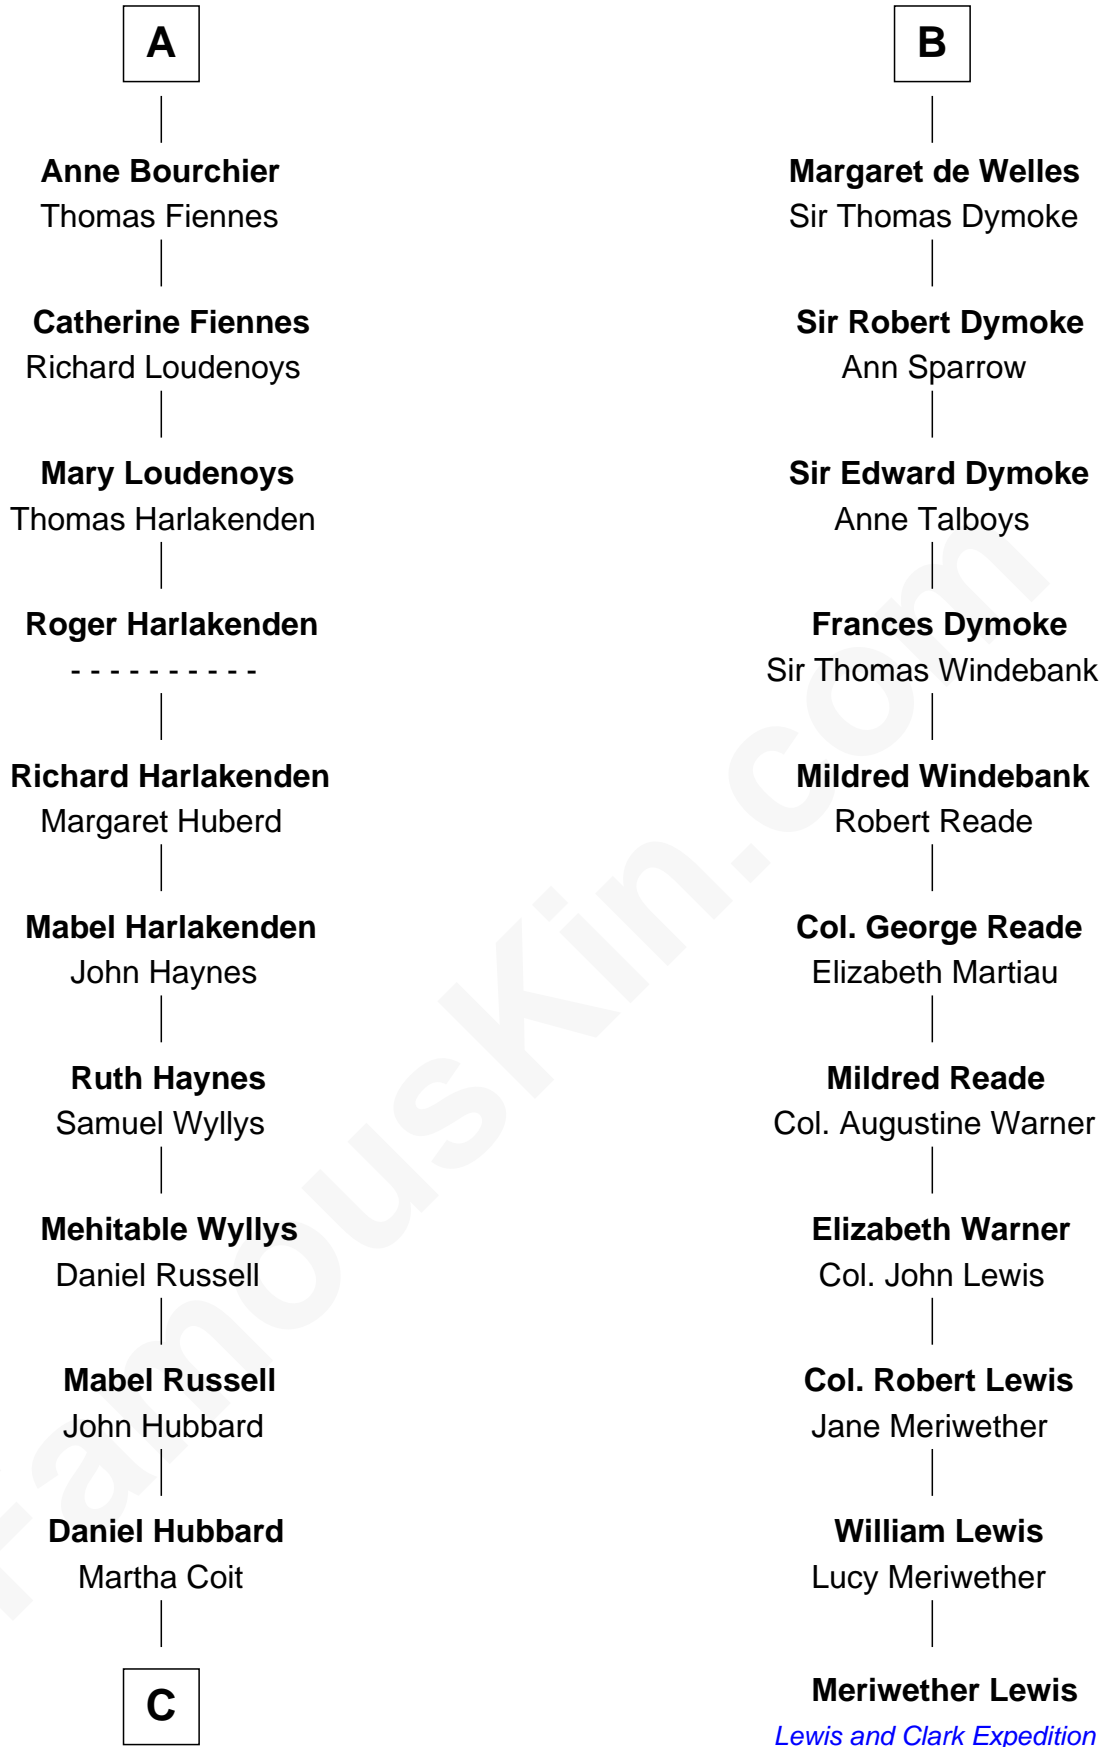 A
Anne Bourchier
Thomas Fiennes
Catherine Fiennes
Richard Loudenoys
Mary Loudenoys
Thomas Harlakenden
Roger Harlakenden
- - - - - - - - - -
Richard Harlakenden
Margaret Huberd
Mabel Harlakenden
John Haynes
Ruth Haynes
Samuel Wyllys
Mehitable Wyllys
Daniel Russell
Mabel Russell
John Hubbard
Daniel Hubbard
Martha Coit
C
B
Margaret de Welles
Sir Thomas Dymoke
Sir Robert Dymoke
Ann Sparrow
Sir Edward Dymoke
Anne Talboys
Frances Dymoke
Sir Thomas Windebank
Mildred Windebank
Robert Reade
Col. George Reade
Elizabeth Martiau
Mildred Reade
Col. Augustine Warner
Elizabeth Warner
Col. John Lewis
Col. Robert Lewis
Jane Meriwether
William Lewis
Lucy Meriwether
Meriwether Lewis
Lewis and Clark Expedition
FamousKin.com